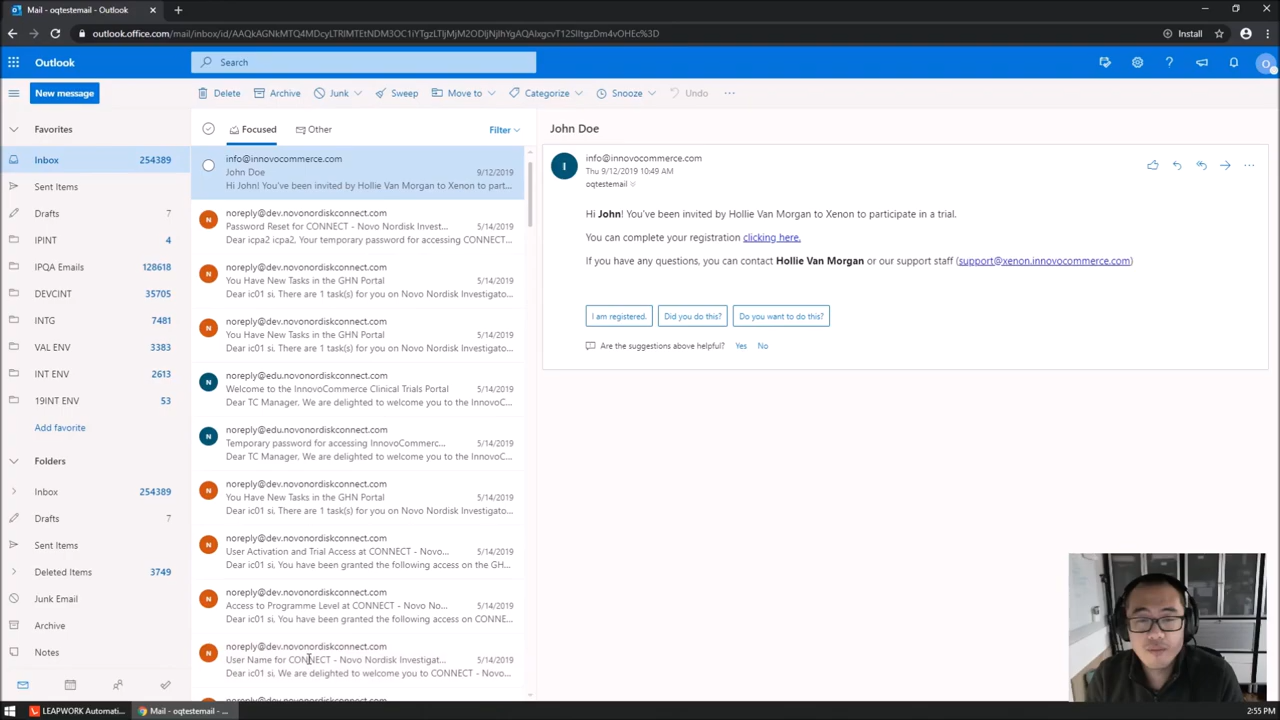 Mail - oqtestemail - Outlook
outlook.office.com/mail/inbox/id/AAQkAGNkMTQ4MDcyLTRlMTEtNDM3OC1iYTgzLTljMjM2ODljNjlhYgAQAIxgcvT12SlItgzDm4vOHEc%3D
Install
Outlook
Search
New message
Delete
Archive
Junk
Sweep
Move to
Categorize
Snooze
Undo
Favorites
Inbox 254389
Sent Items
Drafts 7
IPINT 4
IPQA Emails 128618
DEVCINT 35705
INTG 7481
VAL ENV 3383
INT ENV 2613
19INT ENV 53
Add favorite
Folders
Inbox 254389
Drafts 7
Sent Items
Deleted Items 3749
Junk Email
Archive
Notes
Focused
Other
Filter
info@innovocommerce.com
John Doe 9/12/2019
Hi John! You've been invited by Hollie Van Morgan to Xenon to part...
N
noreply@dev.novonordiskconnect.com
Password Reset for CONNECT - Novo Nordisk Invest... 5/14/2019
Dear icpa2 icpa2, Your temporary password for accessing CONNECT...
N
noreply@dev.novonordiskconnect.com
You Have New Tasks in the GHN Portal 5/14/2019
Dear ic01 si, There are 1 task(s) for you on Novo Nordisk Investigato...
N
noreply@dev.novonordiskconnect.com
You Have New Tasks in the GHN Portal 5/14/2019
Dear ic01 si, There are 1 task(s) for you on Novo Nordisk Investigato...
N
noreply@edu.novonordiskconnect.com
Welcome to the InnovoCommerce Clinical Trials Portal 5/14/2019
Dear TC Manager, We are delighted to welcome you to the InnovoC...
N
noreply@edu.novonordiskconnect.com
Temporary password for accessing InnovoCommerc... 5/14/2019
Dear TC Manager, We are delighted to welcome you to the InnovoC...
N
noreply@dev.novonordiskconnect.com
You Have New Tasks in the GHN Portal 5/14/2019
Dear ic01 si, There are 1 task(s) for you on Novo Nordisk Investigato...
N
noreply@dev.novonordiskconnect.com
User Activation and Trial Access at CONNECT - Novo... 5/14/2019
Dear ic01 si, You have been granted the following access on the GH...
N
noreply@dev.novonordiskconnect.com
Access to Programme Level at CONNECT - Novo No... 5/14/2019
Dear ic01 si, You have been granted the following access on CONNE...
N
noreply@dev.novonordiskconnect.com
User Name for CONNECT - Novo Nordisk Investigat... 5/14/2019
Dear ic01 si, We are delighted to welcome you to CONNECT - Novo...
John Doe
I
info@innovocommerce.com
Thu 9/12/2019 10:49 AM
oqtestemail
Hi John! You've been invited by Hollie Van Morgan to Xenon to participate in a trial.
You can complete your registration clicking here.
If you have any questions, you can contact Hollie Van Morgan or our support staff (support@xenon.innovocommerce.com)
I am registered.
Did you do this?
Do you want to do this?
Are the suggestions above helpful? Yes No
LEAPWORK Automati...
Mail - oqtestemail - ...
2:55 PM